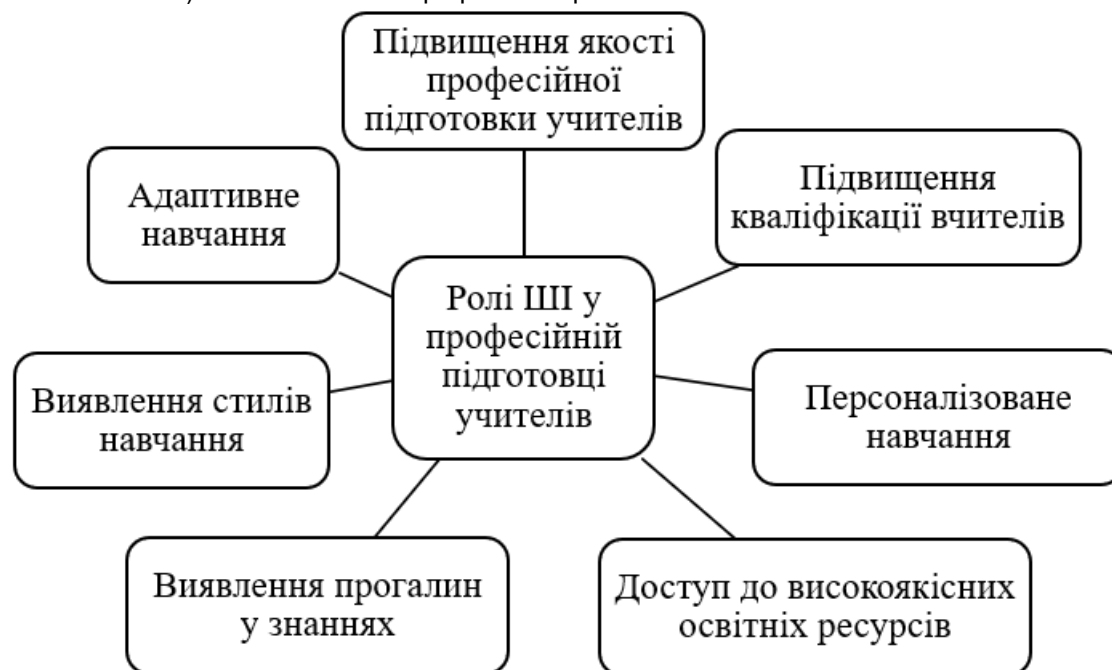 Підвищення якості
професійної
підготовки учителів
Підвищення
кваліфікації вчителів
Адаптивне
навчання
Ролі ШІ у
професійній
підготовці
учителів
Персоналізоване
навчання
Виявлення стилів
навчання
Виявлення прогалин
у знаннях
Доступ до високоякісних
освітніх ресурсів